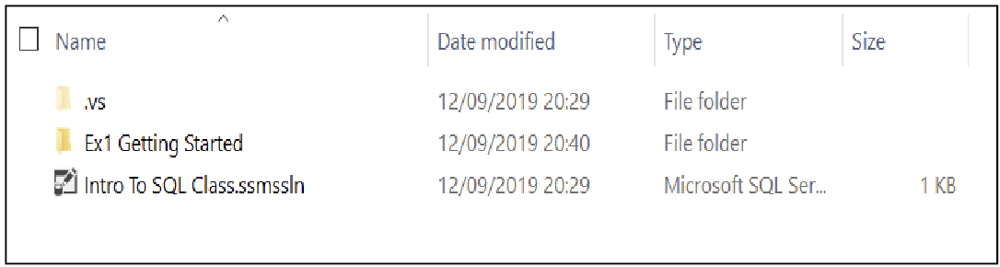 Name Date modified Type Size
.vs 12/09/2019 20:29 File folder
Ex1 Getting Started 12/09/2019 20:40 File folder
Intro To SQL Class.ssmssln 12/09/2019 20:29 Microsoft SQL Ser... 1 KB